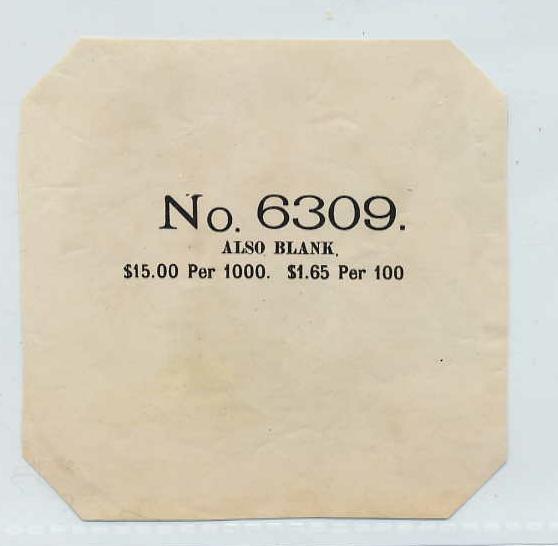 No. 6309.
ALSO BLANK.
$15.00 Per 1000. $1.65 Per 100